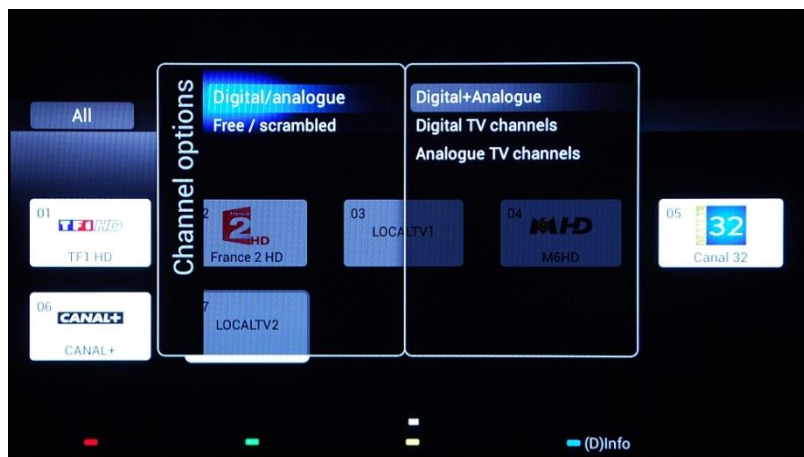 All
Channel options
Digital/analogue
Free / scrambled
Digital+Analogue
Digital TV channels
Analogue TV channels
01
TF1 HD
TF1 HD
2
france
2 HD
France 2 HD
03
LOCALTV1
04
M6 HD
M6HD
05
32
Canal 32
06
CANAL+
CANAL+
7
LOCALTV2
(D)Info